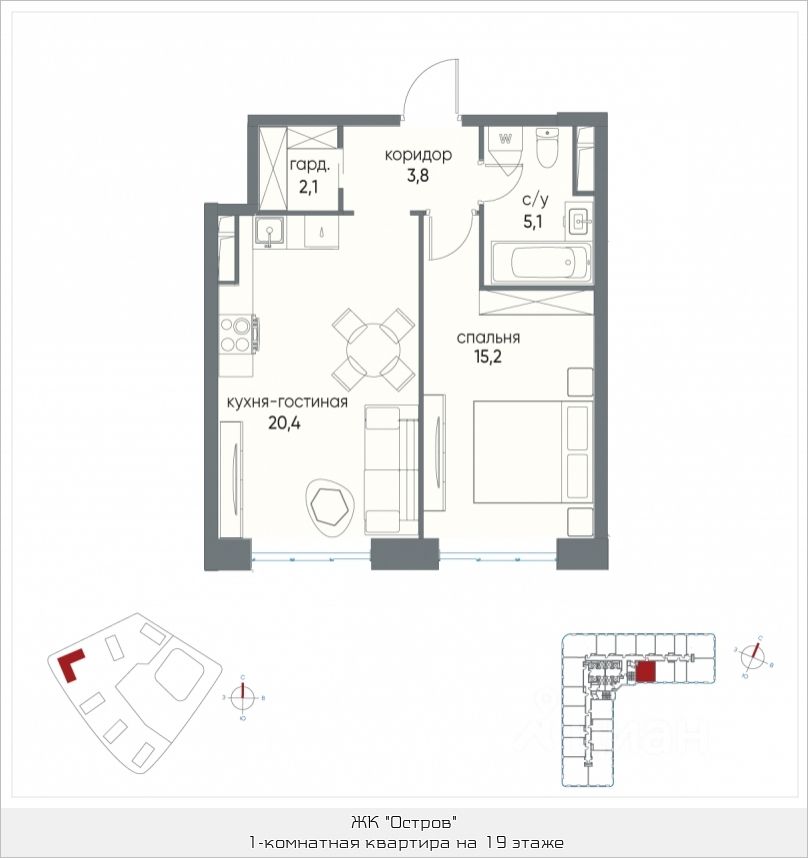 W
гард.
2,1
коридор
3,8
с/у
5,1
спальня
15,2
кухня-гостиная
20,4
С
З
В
Ю
С
З
В
Ю
ЖК "Остров"
1-комнатная квартира на 19 этаже